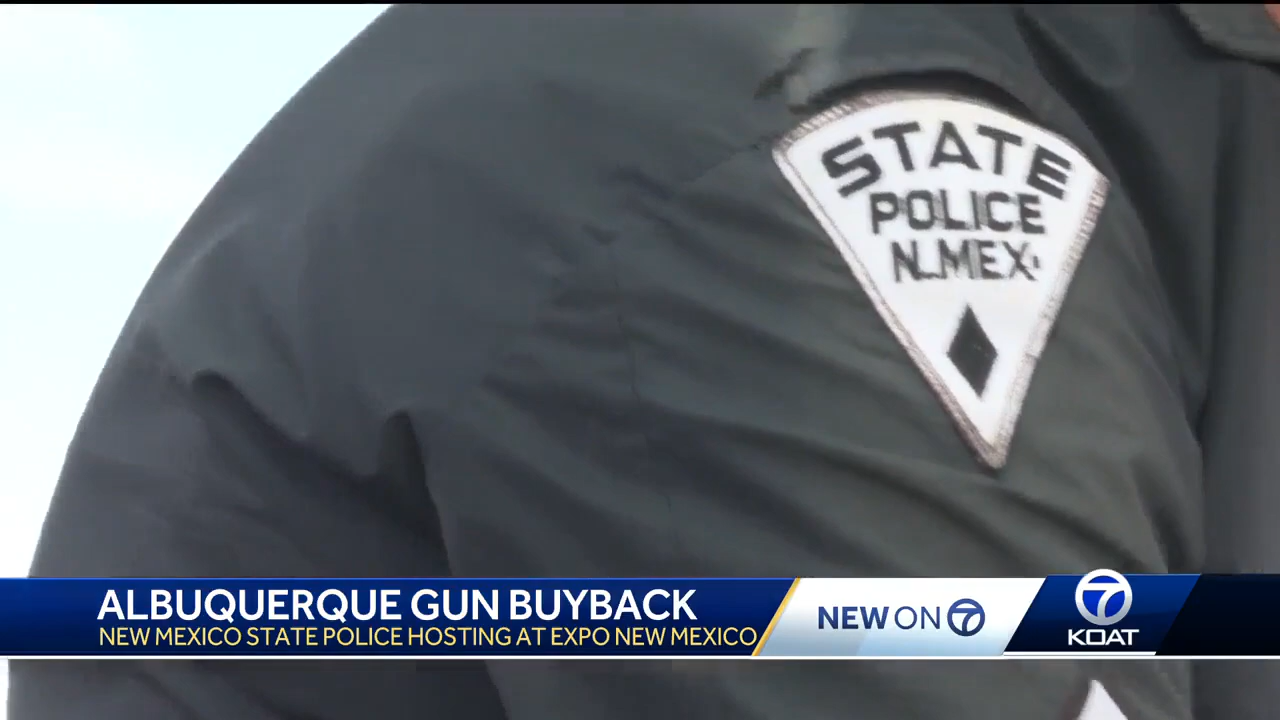 STATE
POLICE
N.MEX.
ALBUQUERQUE GUN BUYBACK
NEW MEXICO STATE POLICE HOSTING AT EXPO NEW MEXICO
NEW ON 7
7
KOAT